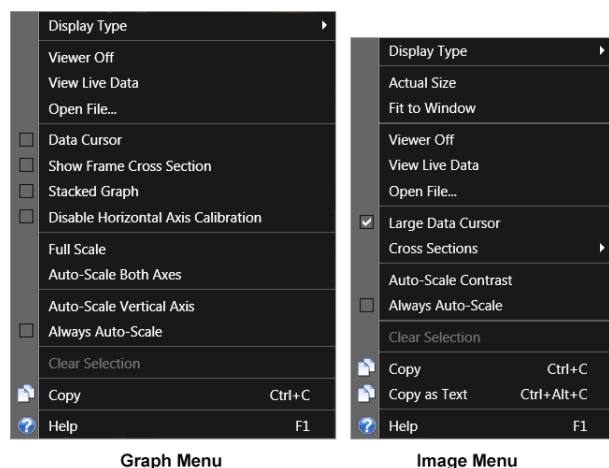 Display Type
Viewer Off
View Live Data
Open File...
Data Cursor
Show Frame Cross Section
Stacked Graph
Disable Horizontal Axis Calibration
Full Scale
Auto-Scale Both Axes
Auto-Scale Vertical Axis
Always Auto-Scale
Clear Selection
Copy Ctrl+C
Help F1
Graph Menu
Display Type
Actual Size
Fit to Window
Viewer Off
View Live Data
Open File...
Large Data Cursor
Cross Sections
Auto-Scale Contrast
Always Auto-Scale
Clear Selection
Copy Ctrl+C
Copy as Text Ctrl+Alt+C
Help F1
Image Menu